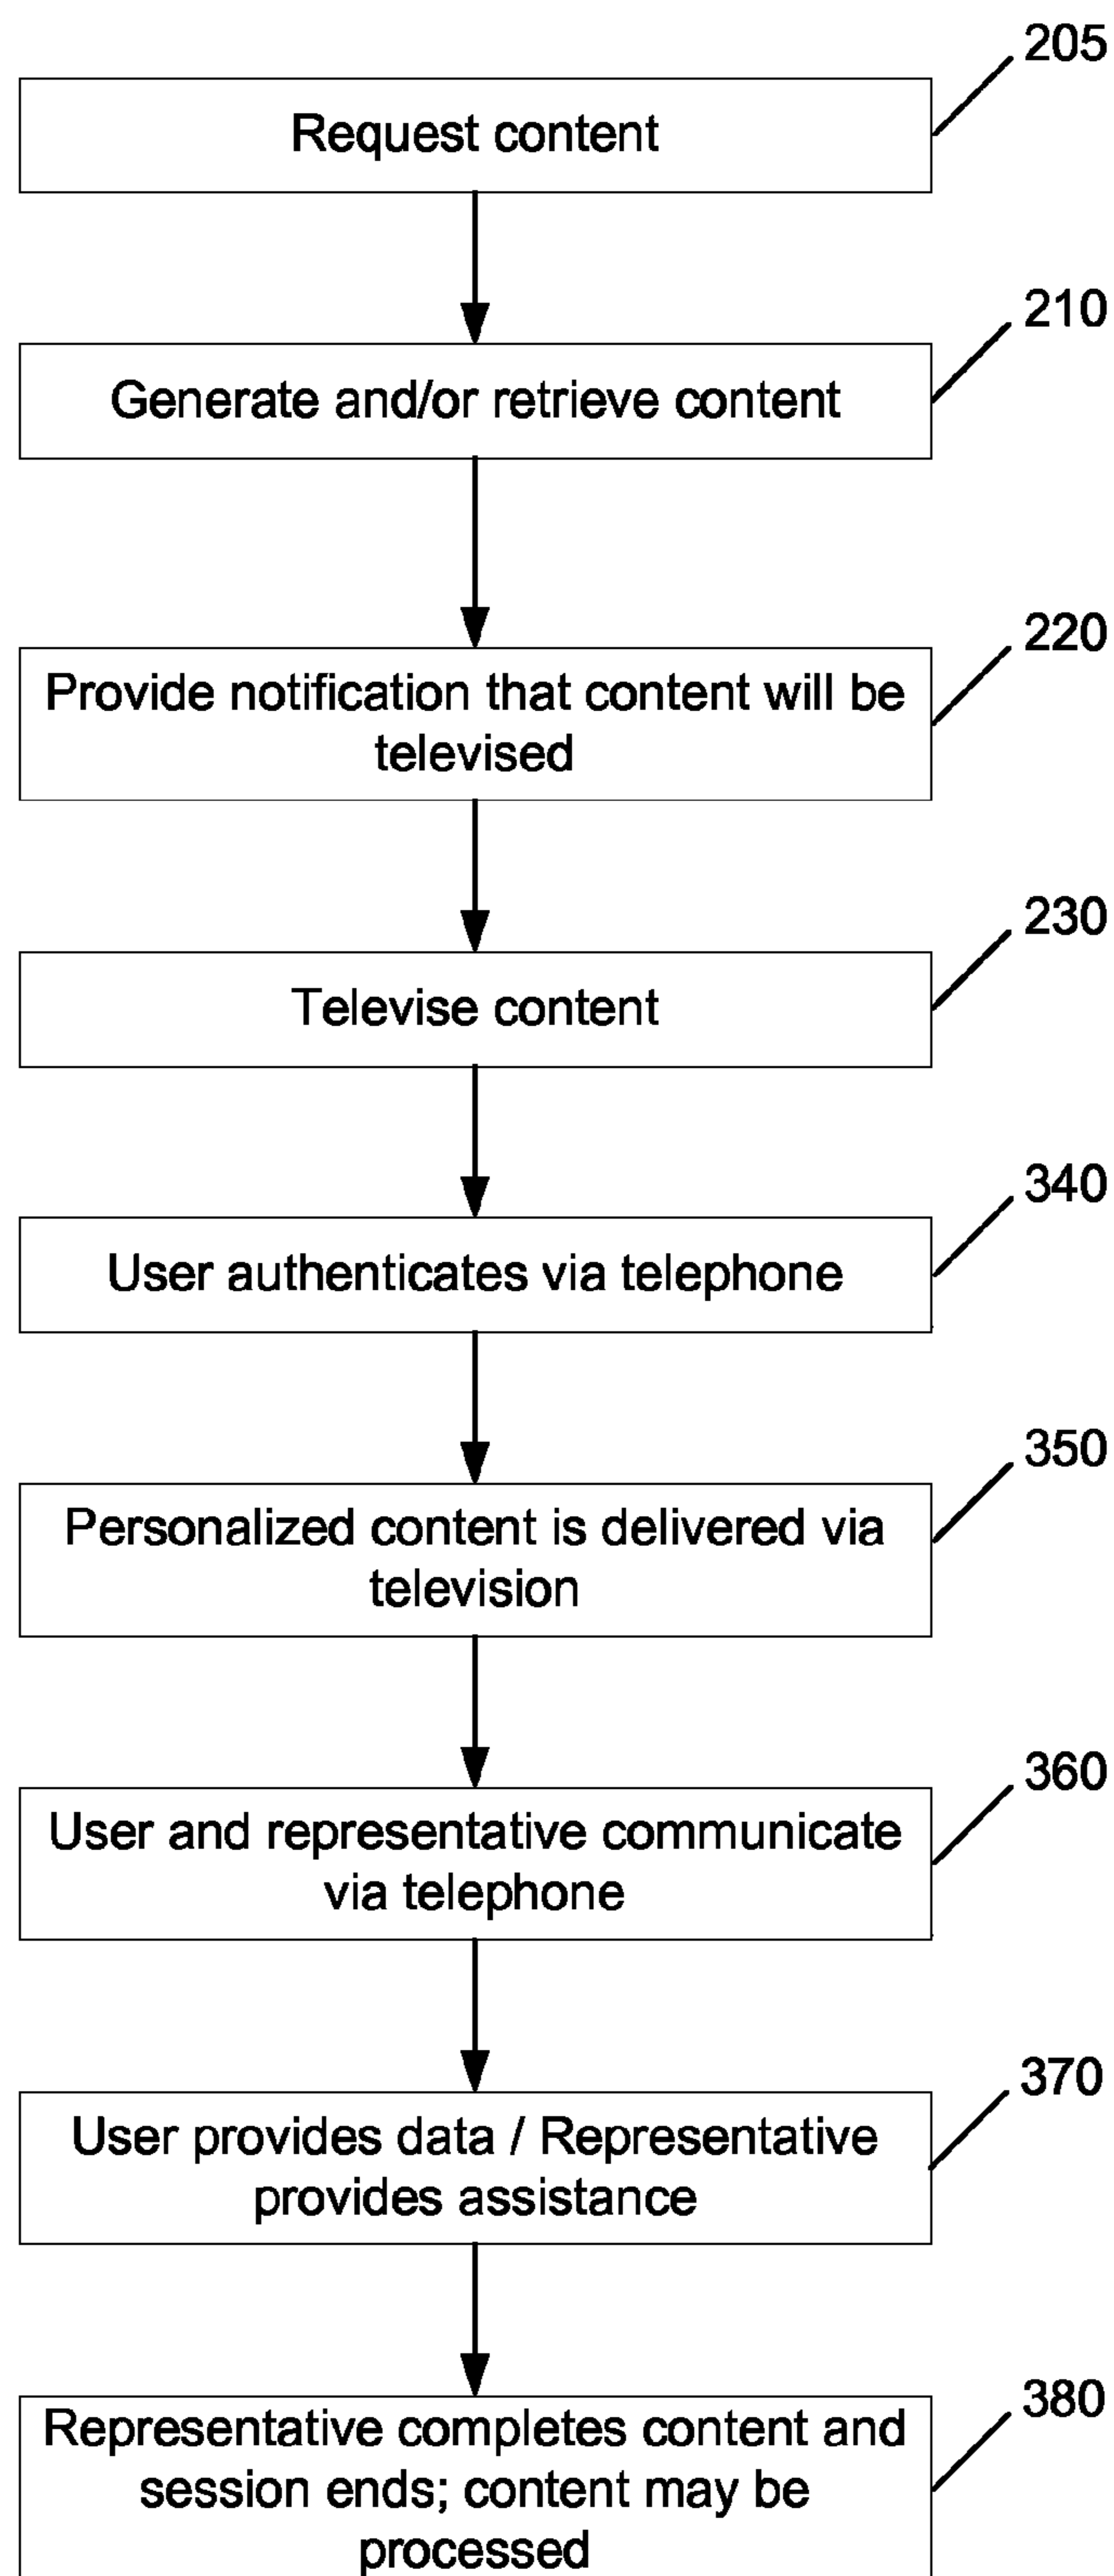 205
Request content
210
Generate and/or retrieve content
220
Provide notification that content will be
televised
230
Televise content
340
User authenticates via telephone
350
Personalized content is delivered via
television
360
User and representative communicate
via telephone
370
User provides data / Representative
provides assistance
380
Representative completes content and
session ends; content may be
processed